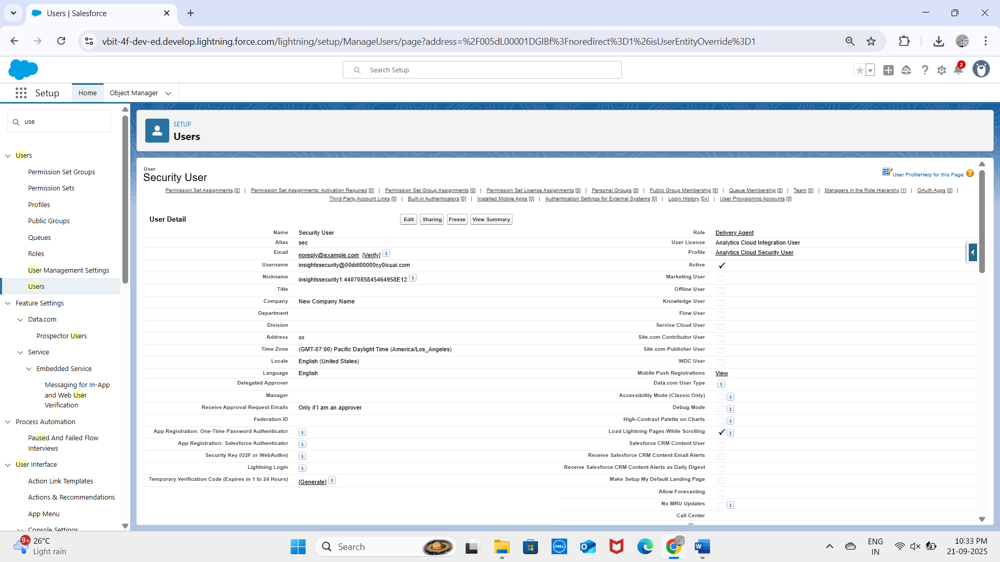 Users | Salesforce
vbit-4f-dev-ed.develop.lightning.force.com/lightning/setup/ManageUsers/page?address=%2F005dL00001DGIBf%3Fnoredirect%3D1%26isUserEntityOverride%3D1
Search Setup
2
Setup
Home
Object Manager
use
Users
Permission Set Groups
Permission Sets
Profiles
Public Groups
Queues
Roles
User Management Settings
Users
Feature Settings
Data.com
Prospector Users
Service
Embedded Service
Messaging for In-App
and Web User
Verification
Process Automation
Paused And Failed Flow
Interviews
User Interface
Action Link Templates
Actions & Recommendations
App Menu
Console Settings
SETUP
Users
User
Security User
User Profile Help for this Page
Permission Set Assignments [0] | Permission Set Assignments: Activation Required [0] | Permission Set Group Assignments [0] | Permission Set License Assignments [0] | Personal Groups [0] | Public Group Membership [0] | Queue Membership [0] | Team [0] | Managers in the Role Hierarchy [1] | OAuth Apps [0] |
Third-Party Account Links [0] | Built-in Authenticators [0] | Installed Mobile Apps [0] | Authentication Settings for External Systems [0] | Login History [0+] | User Provisioning Accounts [0]
User Detail
Edit Sharing Freeze View Summary
Name Security User
Alias sec
Email noreply@example.com [Verify] i
Username insightssecurity@00ddl00000cy0icuai.com
Nickname insightssecurity1.4407085845464958E12 i
Title
Company New Company Name
Department
Division
Address xx
Time Zone (GMT-07:00) Pacific Daylight Time (America/Los_Angeles)
Locale English (United States)
Language English
Delegated Approver
Manager
Receive Approval Request Emails Only if I am an approver
Federation ID
App Registration: One-Time Password Authenticator i
App Registration: Salesforce Authenticator i
Security Key (U2F or WebAuthn) i
Lightning Login i
Temporary Verification Code (Expires in 1 to 24 Hours) [Generate] i
Role Delivery Agent
User License Analytics Cloud Integration User
Profile Analytics Cloud Security User
Active
Marketing User
Offline User
Knowledge User
Flow User
Service Cloud User
Site.com Contributor User
Site.com Publisher User
WDC User
Mobile Push Registrations View
Data.com User Type i
Accessibility Mode (Classic Only) i
Debug Mode i
High-Contrast Palette on Charts i
Load Lightning Pages While Scrolling i
Salesforce CRM Content User
Receive Salesforce CRM Content Email Alerts
Receive Salesforce CRM Content Alerts as Daily Digest
Make Setup My Default Landing Page
Allow Forecasting
No MRU Updates i
Call Center
9+
26°C
Light rain
Search
DELL
ENG
IN
10:33 PM
21-09-2025